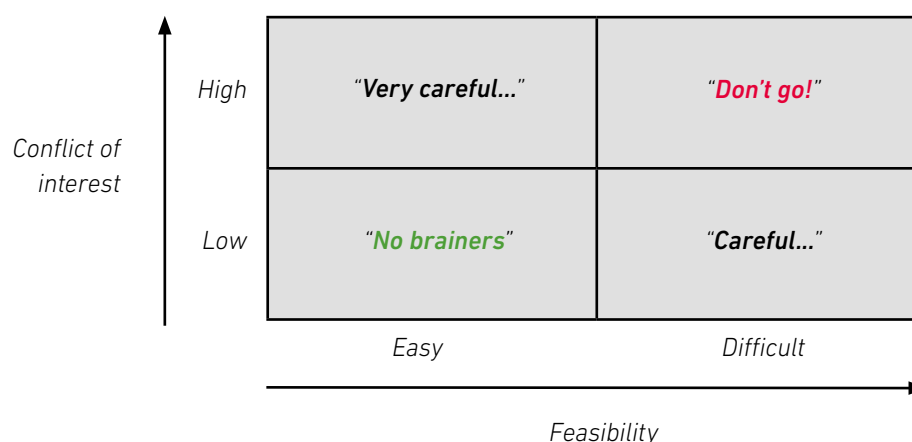 High
“Very careful...”
“Don't go!”
Conflict of
interest
Low
“No brainers”
“Careful...”
Easy
Difficult
Feasibility